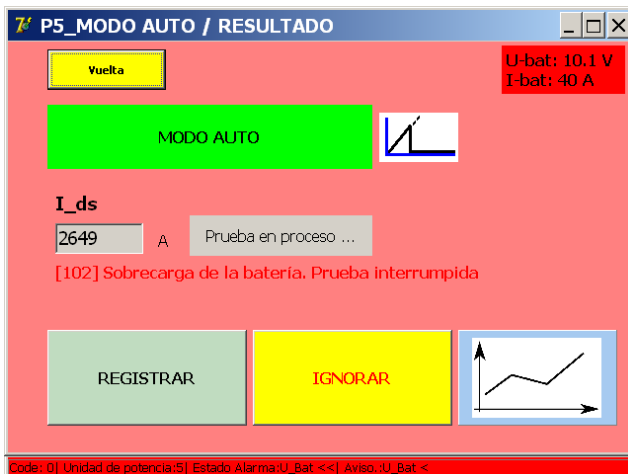 P5_MODO AUTO / RESULTADO
Vuelta
U-bat: 10.1 V
I-bat: 40 A
MODO AUTO
I_ds
2649 A Prueba en proceso ...
[102] Sobrecarga de la batería. Prueba interrumpida
REGISTRAR
IGNORAR
Code: 0| Unidad de potencia:5| Estado Alarma:U_Bat <<| Aviso.:U_Bat <